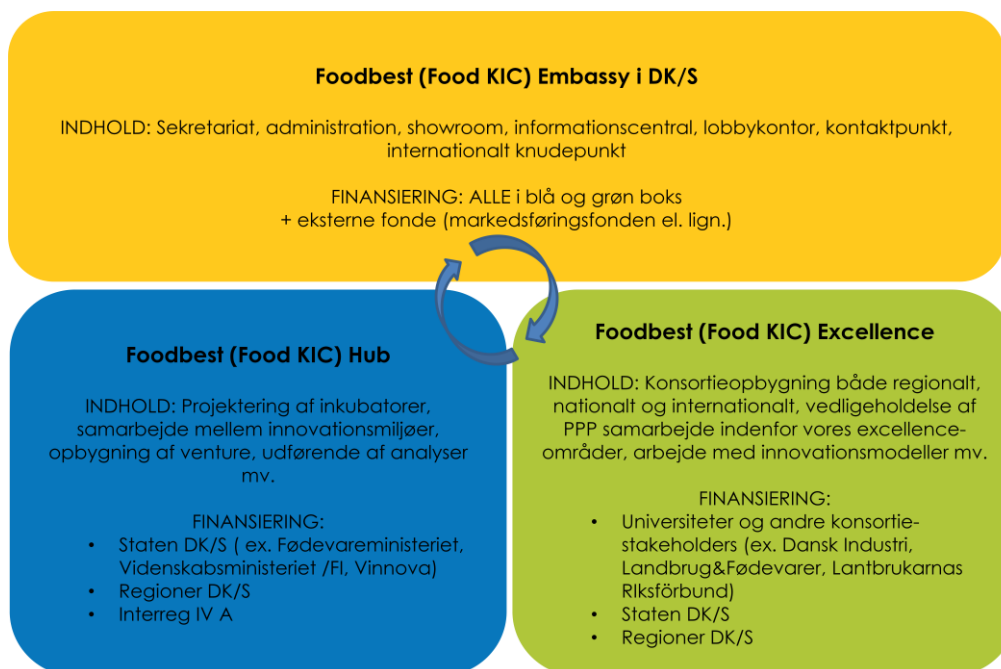 Foodbest (Food KIC) Embassy i DK/S
INDHOLD: Sekretariat, administration, showroom, informationscentral, lobbykontor, kontaktpunkt,
internationalt knudepunkt
FINANSIERING: ALLE i blå og grøn boks
+ eksterne fonde (markedsføringsfonden el. lign.)
Foodbest (Food KIC) Hub
INDHOLD: Projektering af inkubatorer,
samarbejde mellem innovationsmiljøer,
opbygning af venture, udførende af analyser
mv.
FINANSIERING:
• Staten DK/S ( ex. Fødevareministeriet,
Videnskabsministeriet /FI, Vinnova)
• Regioner DK/S
• Interreg IV A
Foodbest (Food KIC) Excellence
INDHOLD: Konsortieopbygning både regionalt,
nationalt og internationalt, vedligeholdelse af
PPP samarbejde indenfor vores excellence-
områder, arbejde med innovationsmodeller mv.
FINANSIERING:
• Universiteter og andre konsortie-
stakeholders (ex. Dansk Industri,
Landbrug&Fødevarer, Lantbrukarnas
RIksförbund)
• Staten DK/S
• Regioner DK/S